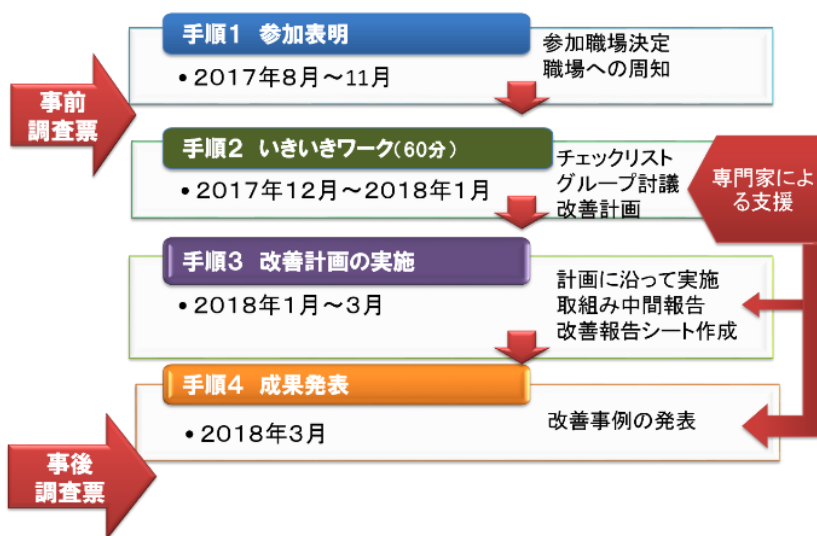 手順1 参加表明
•2017年8月～11月
参加職場決定
職場への周知
事前
調査票
手順2 いきいきワーク(60分)
•2017年12月～2018年1月
チェックリスト
グループ討議
改善計画
専門家によ
る支援
手順3 改善計画の実施
•2018年1月～3月
計画に沿って実施
取組み中間報告
改善報告シート作成
手順4 成果発表
•2018年3月
改善事例の発表
事後
調査票